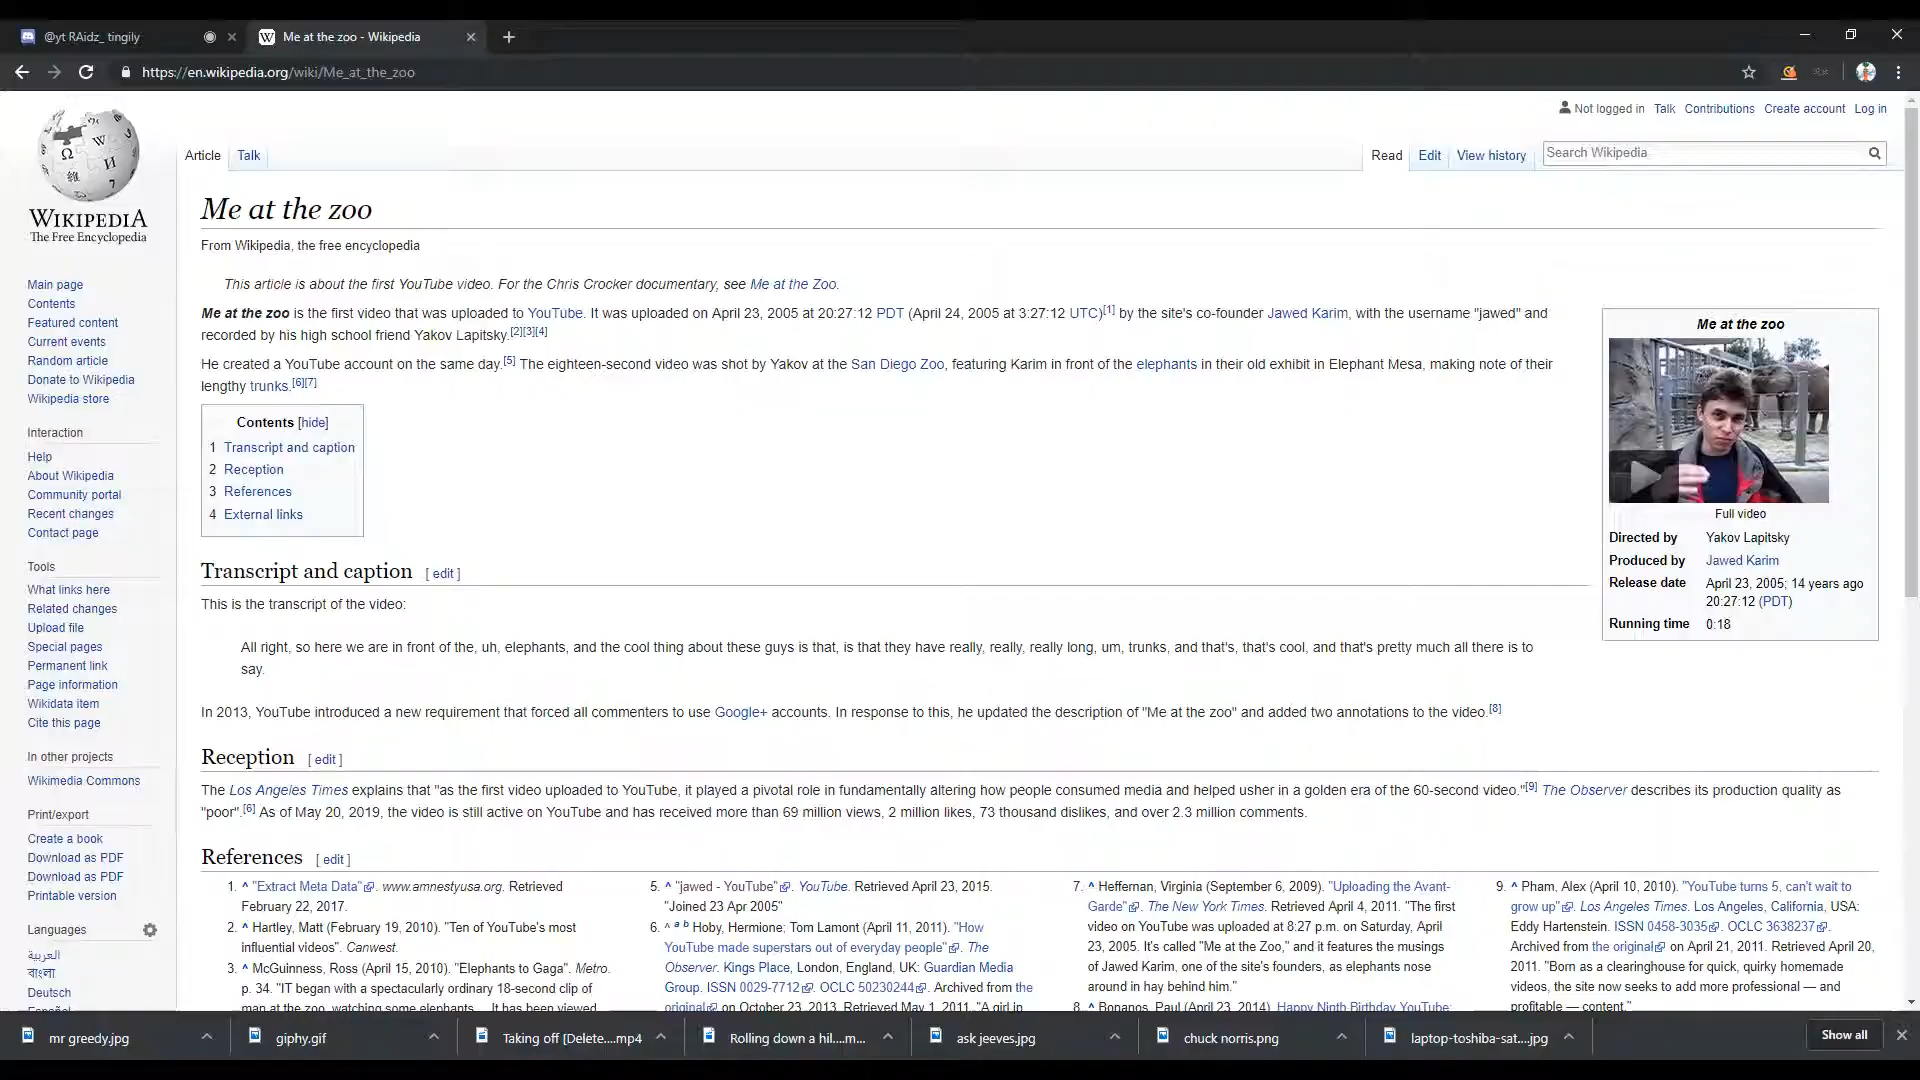 @yt RAidz_ tingily
Me at the zoo - Wikipedia
https://en.wikipedia.org/wiki/Me_at_the_zoo
Not logged in Talk Contributions Create account Log in
Article Talk
Read Edit View history
Search Wikipedia
WIKIPEDIA
The Free Encyclopedia
Main page
Contents
Featured content
Current events
Random article
Donate to Wikipedia
Wikipedia store
Interaction
Help
About Wikipedia
Community portal
Recent changes
Contact page
Tools
What links here
Related changes
Upload file
Special pages
Permanent link
Page information
Wikidata item
Cite this page
In other projects
Wikimedia Commons
Print/export
Create a book
Download as PDF
Download as PDF
Printable version
Languages
العربية
বাংলা
Deutsch
Me at the zoo
From Wikipedia, the free encyclopedia
This article is about the first YouTube video. For the Chris Crocker documentary, see Me at the Zoo.
Me at the zoo is the first video that was uploaded to YouTube. It was uploaded on April 23, 2005 at 20:27:12 PDT (April 24, 2005 at 3:27:12 UTC)[1] by the site's co-founder Jawed Karim, with the username "jawed" and
recorded by his high school friend Yakov Lapitsky.[2][3][4]
He created a YouTube account on the same day.[5] The eighteen-second video was shot by Yakov at the San Diego Zoo, featuring Karim in front of the elephants in their old exhibit in Elephant Mesa, making note of their
lengthy trunks.[6][7]
Contents [hide]
1 Transcript and caption
2 Reception
3 References
4 External links
Me at the zoo
Full video
Directed by Yakov Lapitsky
Produced by Jawed Karim
Release date April 23, 2005; 14 years ago
20:27:12 (PDT)
Running time 0:18
Transcript and caption [ edit ]
This is the transcript of the video:
All right, so here we are in front of the, uh, elephants, and the cool thing about these guys is that, is that they have really, really, really long, um, trunks, and that's, that's cool, and that's pretty much all there is to
say.
In 2013, YouTube introduced a new requirement that forced all commenters to use Google+ accounts. In response to this, he updated the description of "Me at the zoo" and added two annotations to the video.[8]
Reception [ edit ]
The Los Angeles Times explains that "as the first video uploaded to YouTube, it played a pivotal role in fundamentally altering how people consumed media and helped usher in a golden era of the 60-second video."[9] The Observer describes its production quality as
"poor".[6] As of May 20, 2019, the video is still active on YouTube and has received more than 69 million views, 2 million likes, 73 thousand dislikes, and over 2.3 million comments.
References [ edit ]
1. ^ "Extract Meta Data". www.amnestyusa.org. Retrieved
February 22, 2017.
2. ^ Hartley, Matt (February 19, 2010). "Ten of YouTube's most
influential videos". Canwest.
3. ^ McGuinness, Ross (April 15, 2010). "Elephants to Gaga". Metro.
p. 34. "IT began with a spectacularly ordinary 18-second clip of
man at the zoo, watching some elephants ... It has been viewed
5. ^ "jawed - YouTube". YouTube. Retrieved April 23, 2015.
"Joined 23 Apr 2005"
6. ^ a b Hoby, Hermione; Tom Lamont (April 11, 2011). "How
YouTube made superstars out of everyday people". The
Observer. Kings Place, London, England, UK: Guardian Media
Group. ISSN 0029-7712. OCLC 50230244. Archived from the
original on October 23, 2013. Retrieved May 1, 2011. "A girl in
7. ^ Heffernan, Virginia (September 6, 2009). "Uploading the Avant-
Garde". The New York Times. Retrieved April 4, 2011. "The first
video on YouTube was uploaded at 8:27 p.m. on Saturday, April
23, 2005. It's called "Me at the Zoo," and it features the musings
of Jawed Karim, one of the site's founders, as elephants nose
around in hay behind him."
8. ^ Bonanos, Paul (April 23, 2014). Happy Ninth Birthday YouTube:
9. ^ Pham, Alex (April 10, 2010). "YouTube turns 5, can't wait to
grow up". Los Angeles Times. Los Angeles, California, USA:
Eddy Hartenstein. ISSN 0458-3035. OCLC 3638237.
Archived from the original on April 21, 2011. Retrieved April 20,
2011. "Born as a clearinghouse for quick, quirky homemade
videos, the site now seeks to add more professional — and
profitable — content."
mr greedy.jpg
giphy.gif
Taking off [Delete....mp4
Rolling down a hil....m...
ask jeeves.jpg
chuck norris.png
laptop-toshiba-sat....jpg
Show all